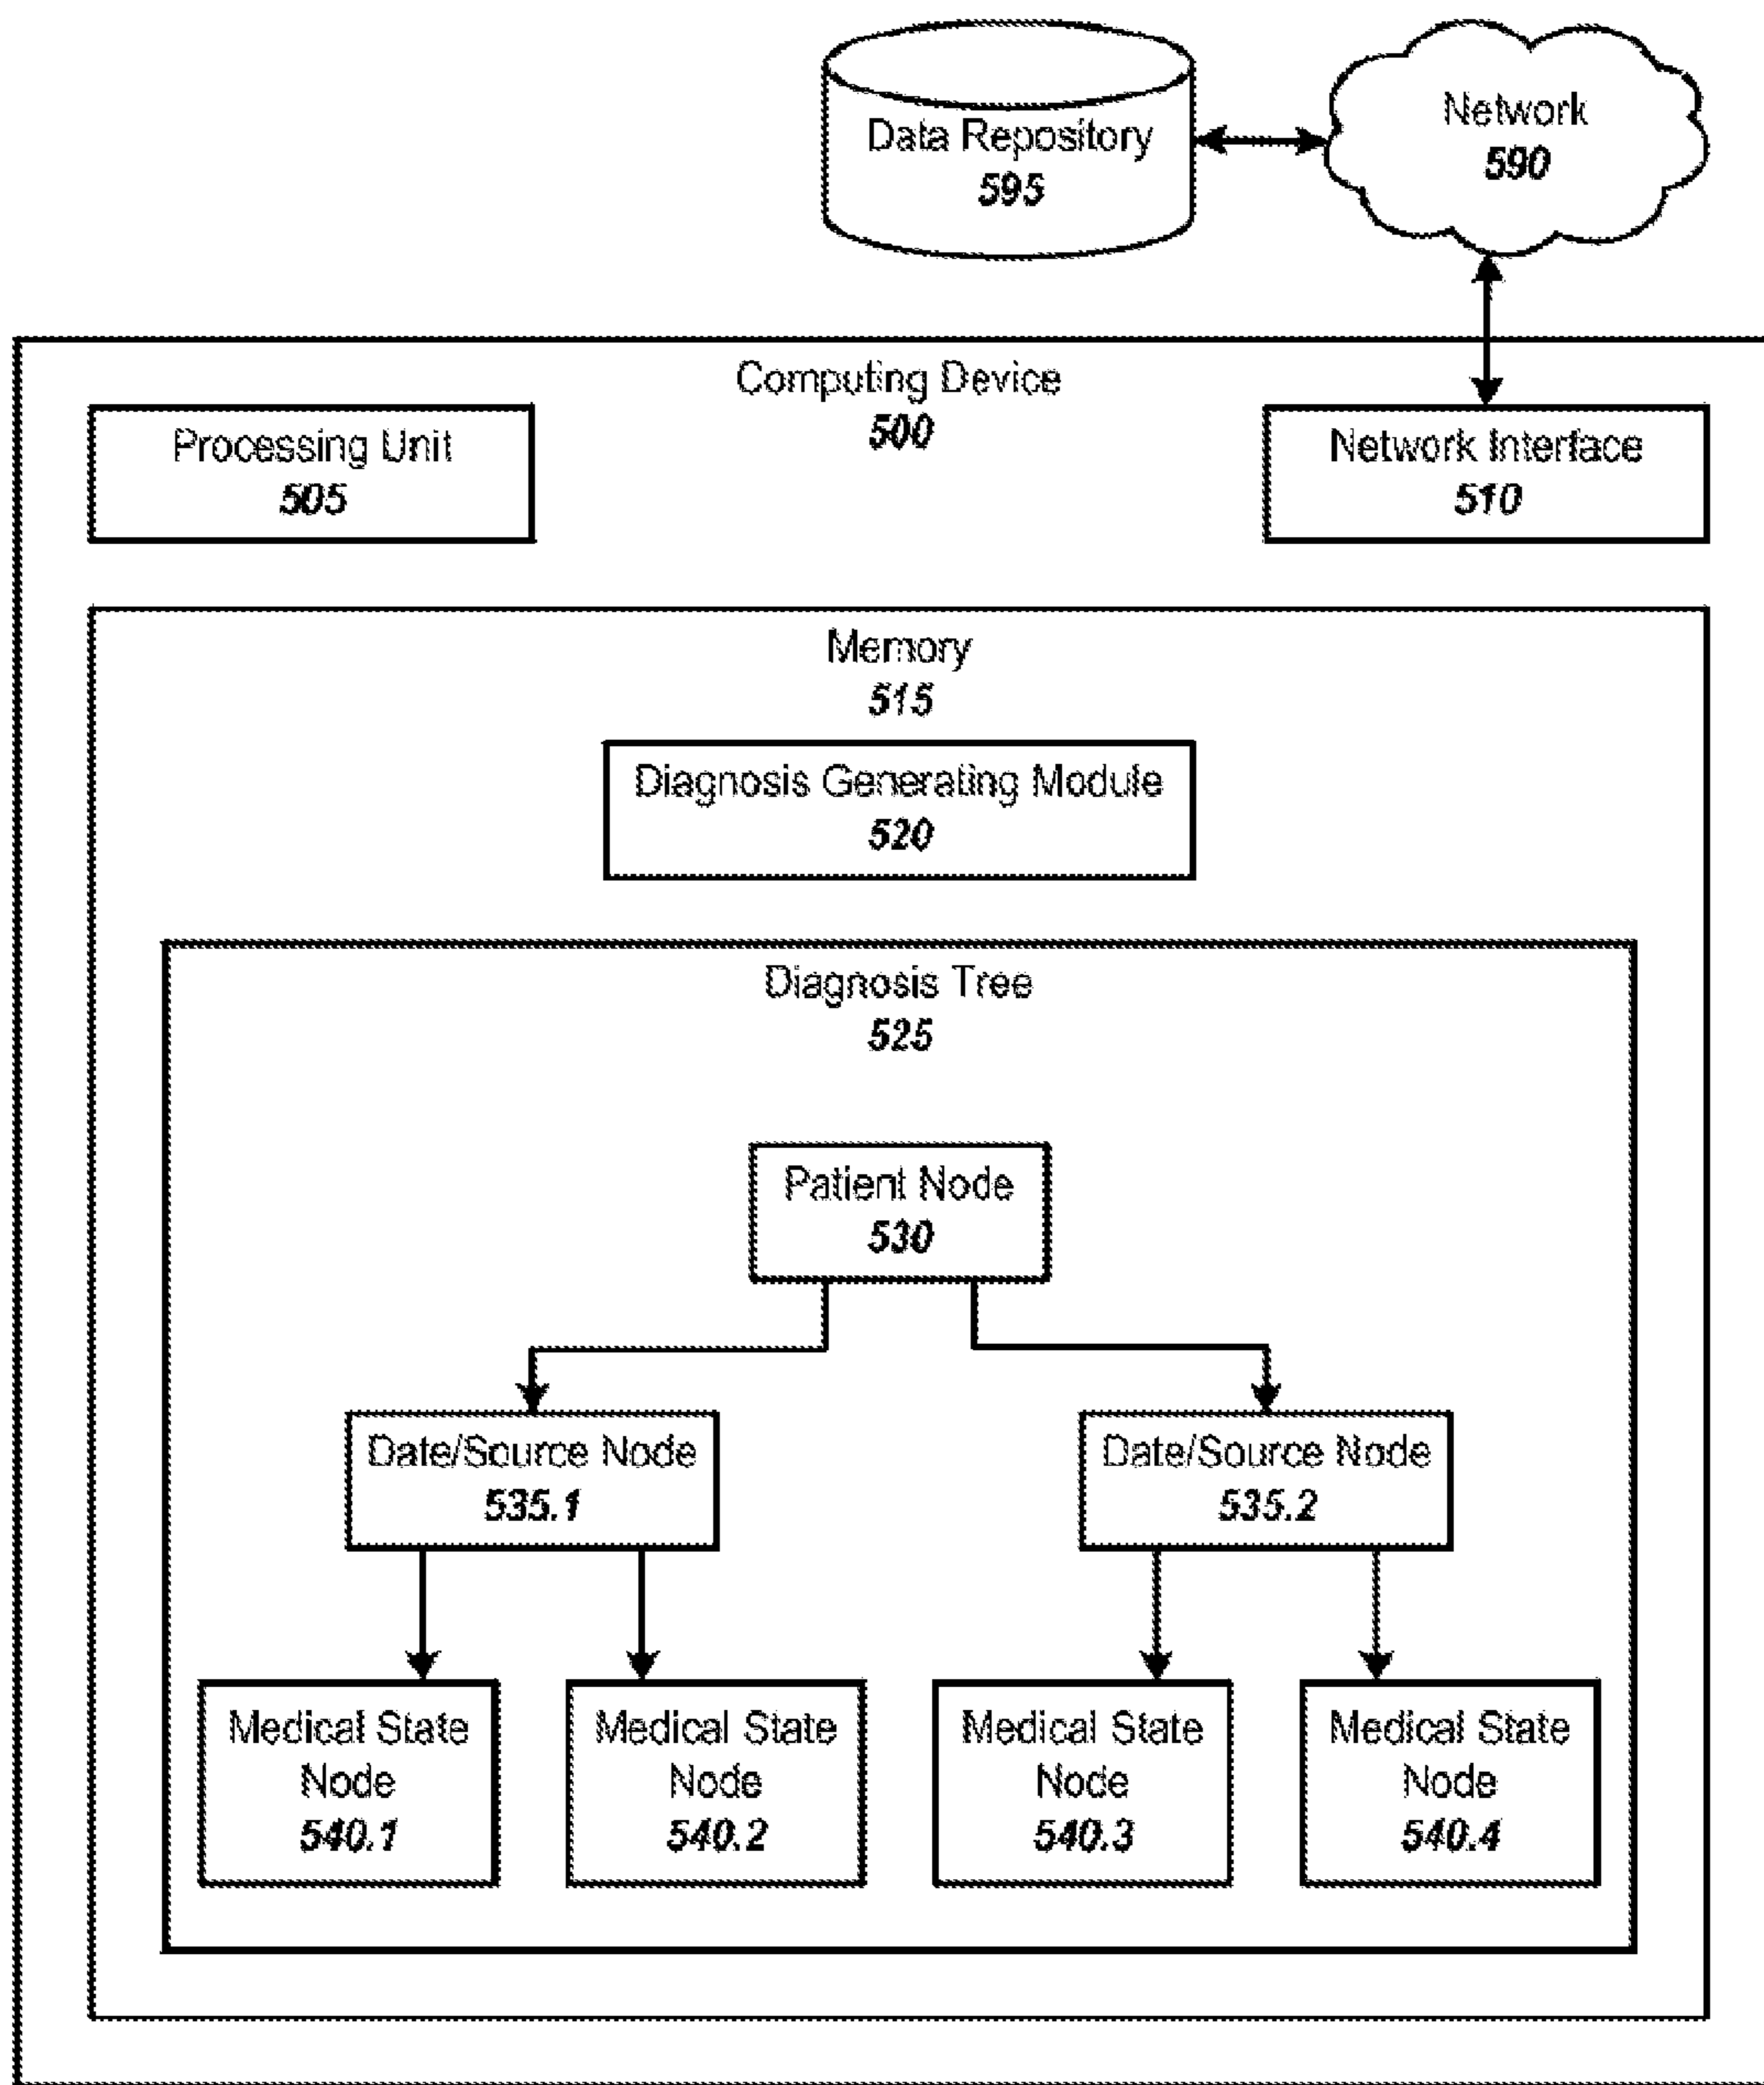 Data Repository
595
Network
590
Computing Device
500
Processing Unit
505
Network Interface
510
Memory
515
Diagnosis Generating Module
520
Diagnosis Tree
525
Patient Node
530
Date/Source Node
535.1
Date/Source Node
535.2
Medical State
Node
540.1
Medical State
Node
540.2
Medical State
Node
540.3
Medical State
Node
540.4